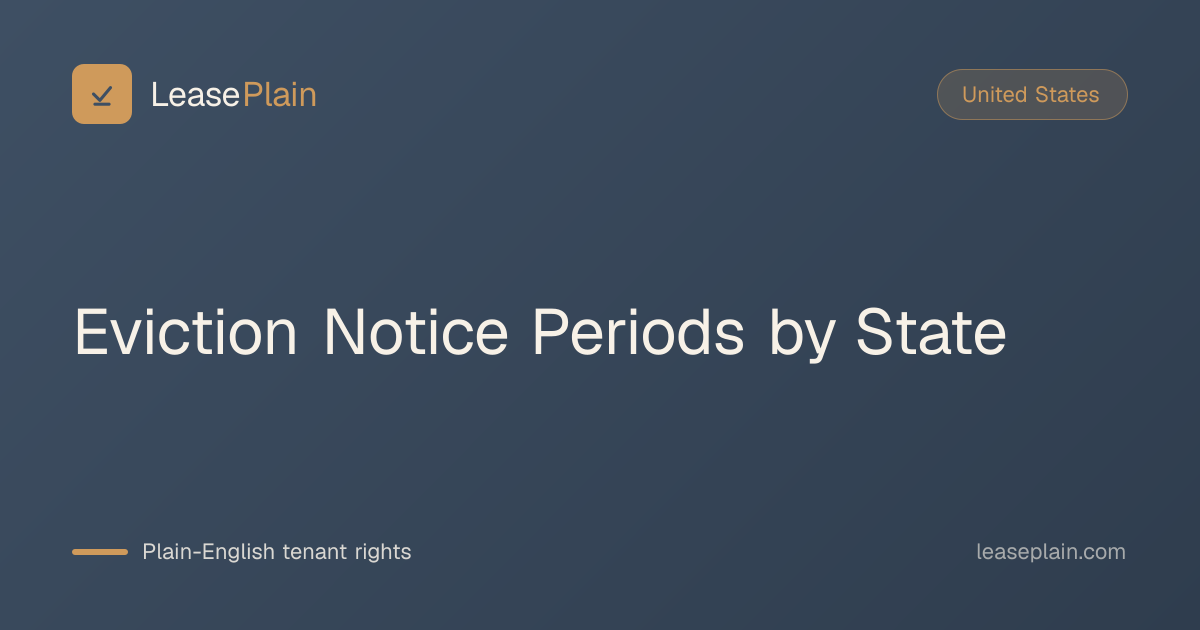 LeasePlain
United States
Eviction Notice Periods by State
Plain-English tenant rights
leaseplain.com